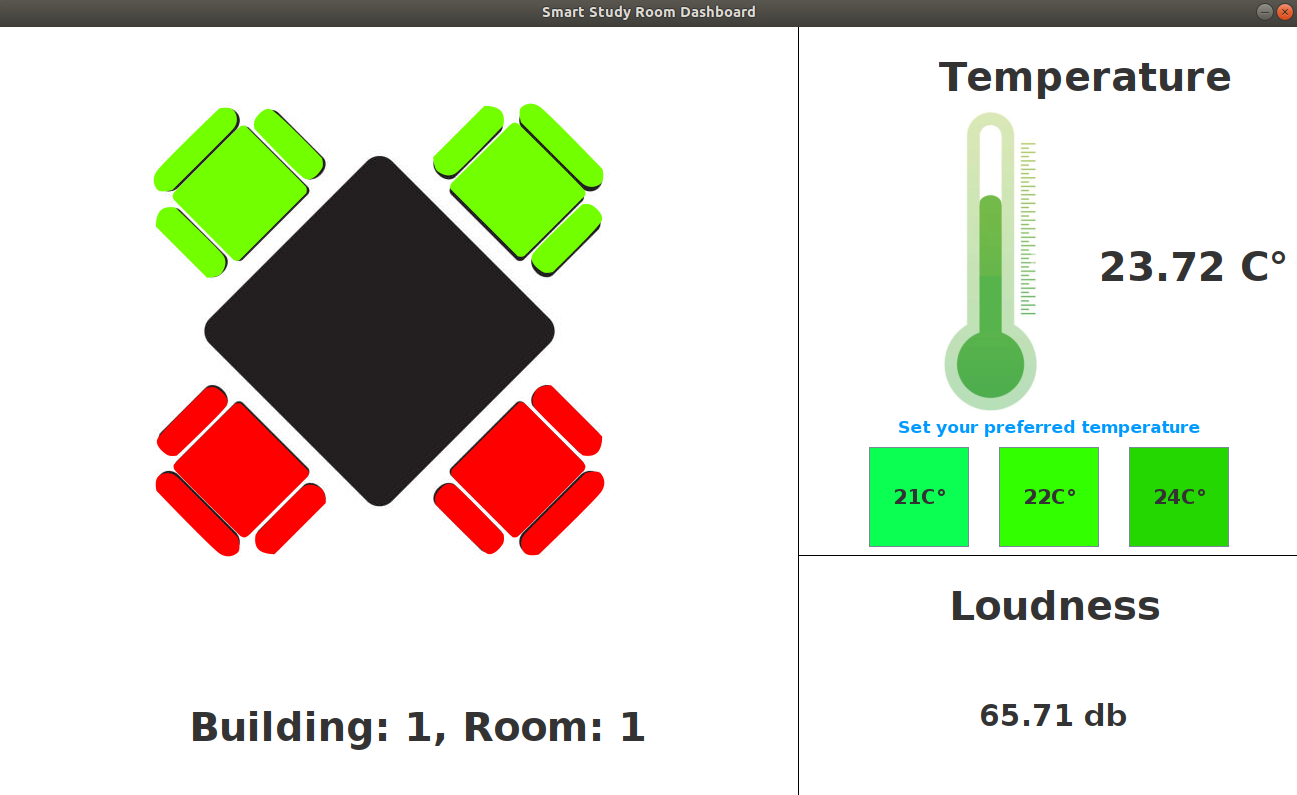 Smart Study Room Dashboard
Building: 1, Room: 1
Temperature
23.72 C°
Set your preferred temperature
21C°
22C°
24C°
Loudness
65.71 db